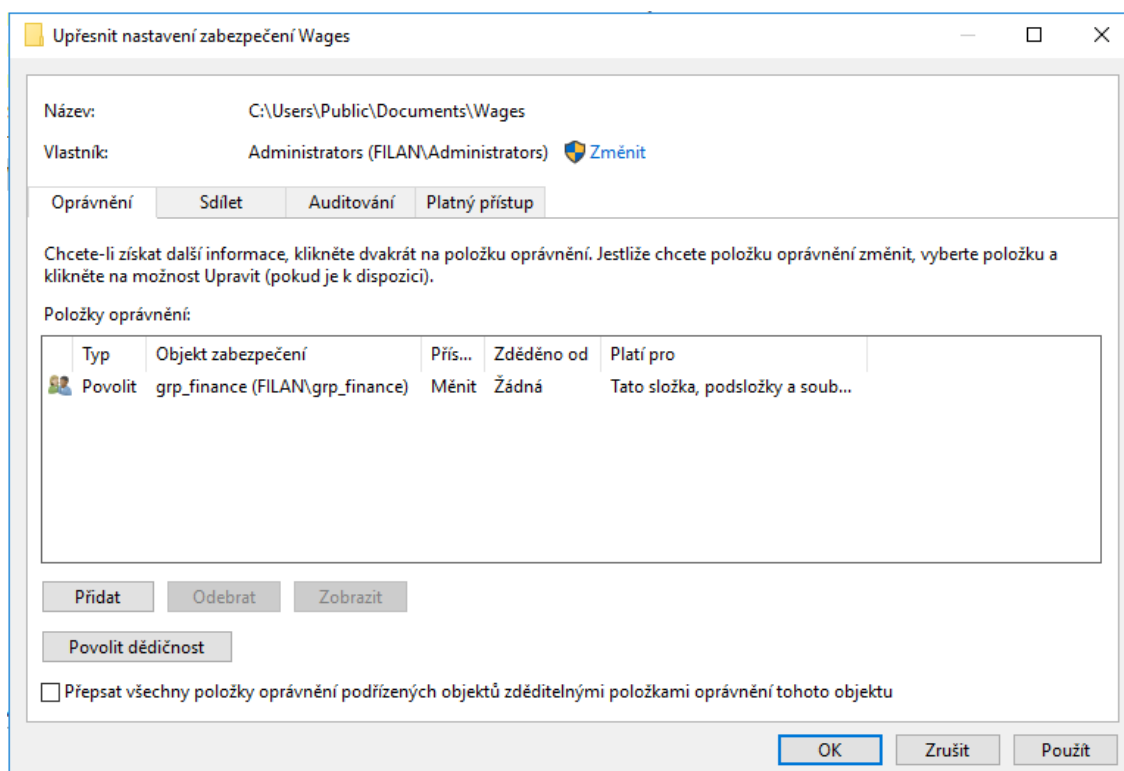 Upřesnit nastavení zabezpečení Wages
Název: C:\Users\Public\Documents\Wages
Vlastník: Administrators (FILAN\Administrators) Změnit
Oprávnění Sdílet Auditování Platný přístup
Chcete-li získat další informace, klikněte dvakrát na položku oprávnění. Jestliže chcete položku oprávnění změnit, vyberte položku a
klikněte na možnost Upravit (pokud je k dispozici).
Položky oprávnění:
Typ Objekt zabezpečení Přís... Zděděno od Platí pro
Povolit grp_finance (FILAN\grp_finance) Měnit Žádná Tato složka, podsložky a soub...
Přidat Odebrat Zobrazit
Povolit dědičnost
Přepsat všechny položky oprávnění podřízených objektů zděditelnými položkami oprávnění tohoto objektu
OK Zrušit Použít